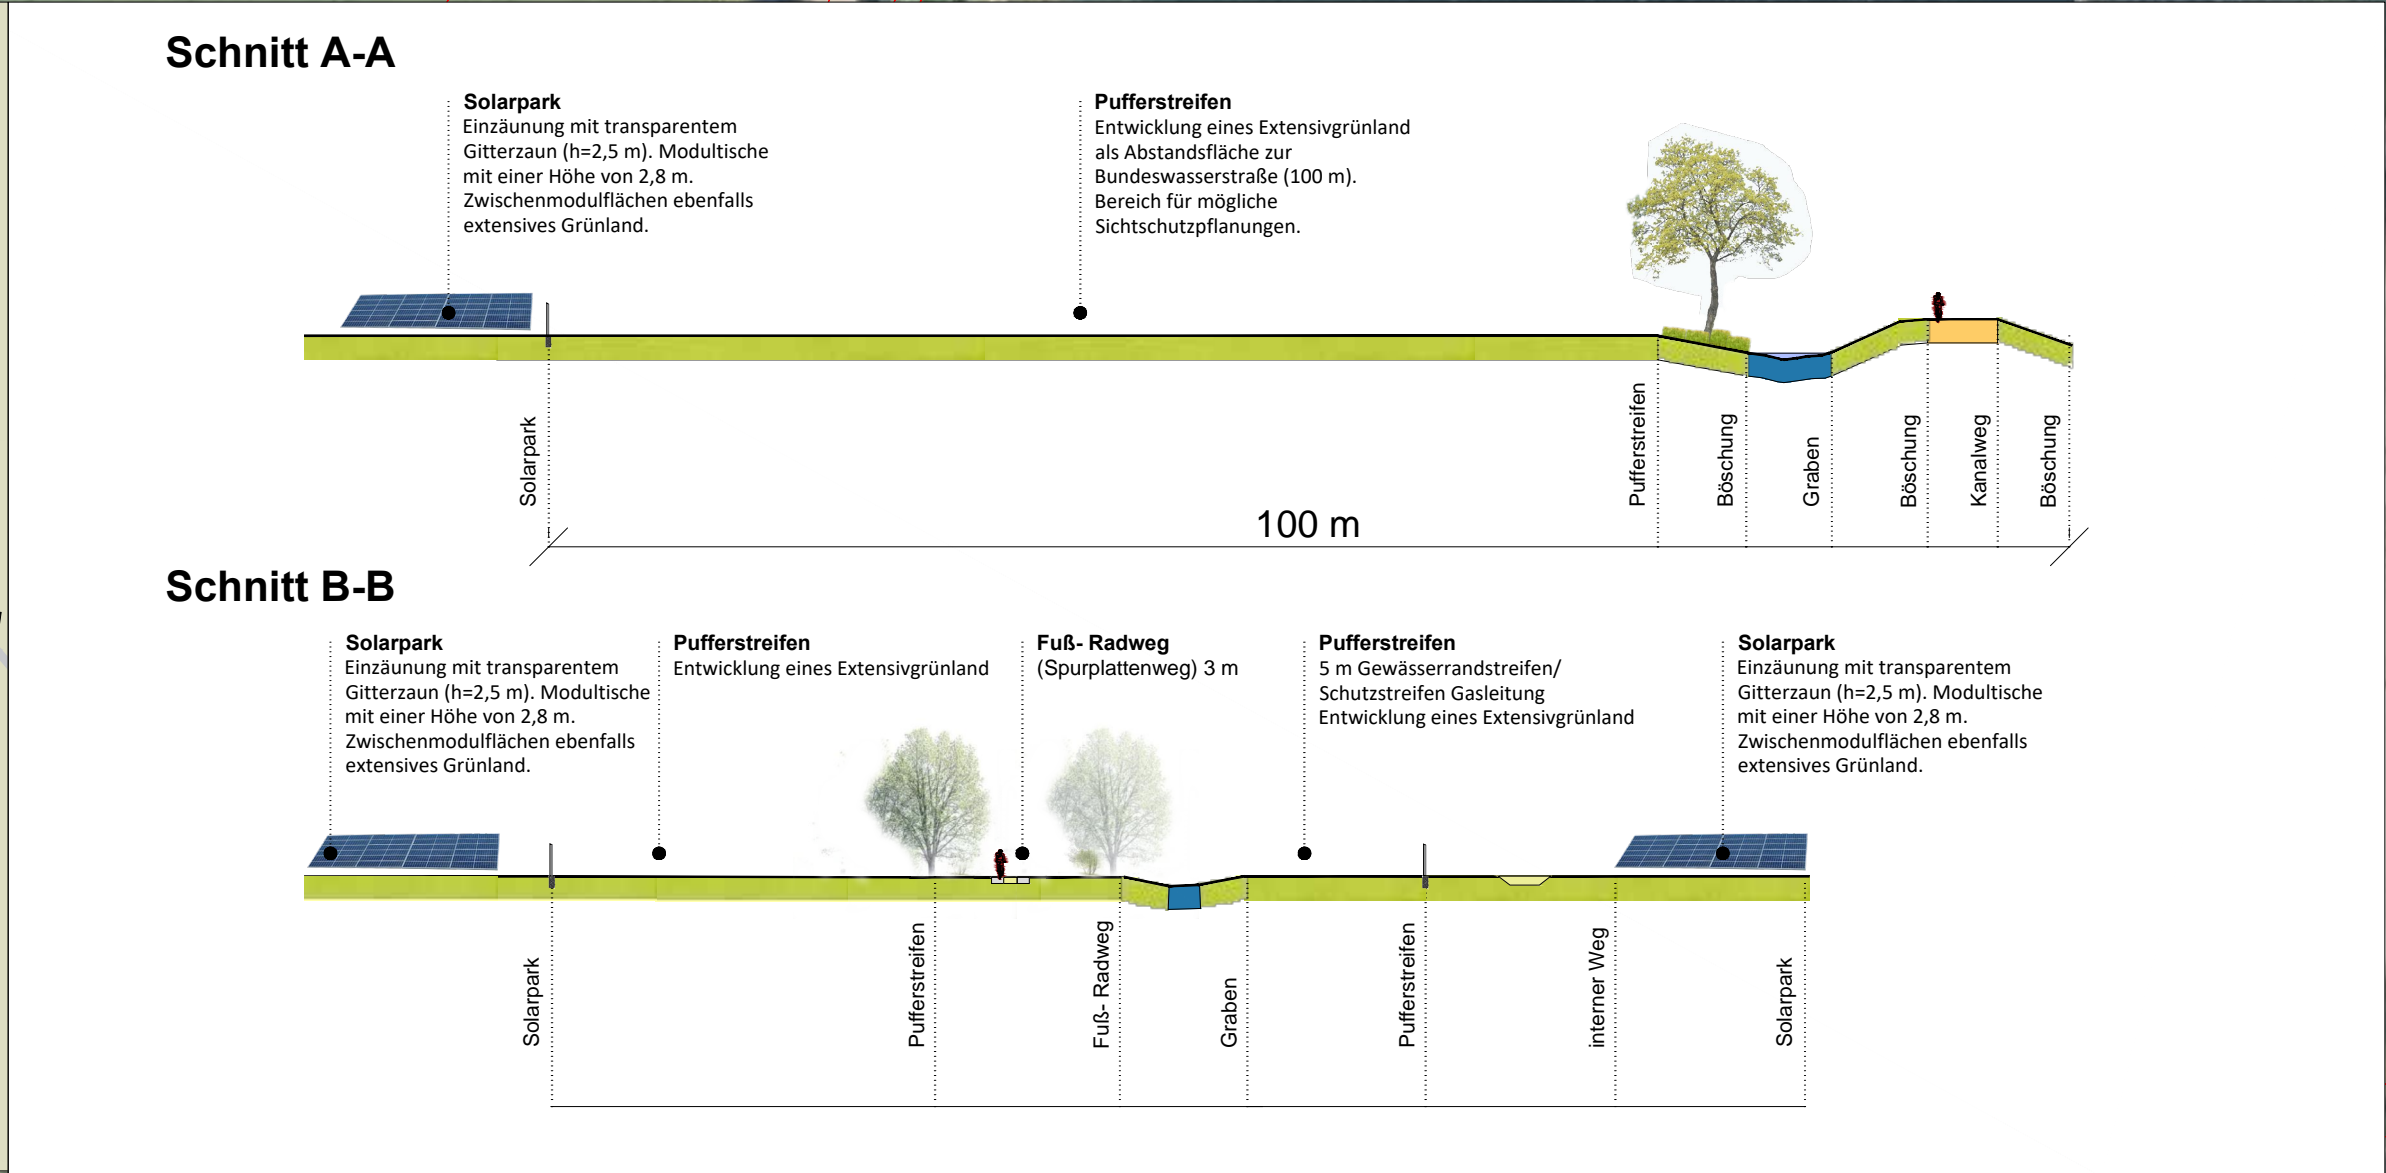 Schnitt A-A
Solarpark
Einzäunung mit transparentem
Gitterzaun (h=2,5 m). Modultische
mit einer Höhe von 2,8 m.
Zwischenmodulflächen ebenfalls
extensives Grünland.
Pufferstreifen
Entwicklung eines Extensivgrünland
als Abstandsfläche zur
Bundeswasserstraße (100 m).
Bereich für mögliche
Sichtschutzpflanungen.
Solarpark
Pufferstreifen
Böschung
Graben
Böschung
Kanalweg
Böschung
100 m
Schnitt B-B
Solarpark
Einzäunung mit transparentem
Gitterzaun (h=2,5 m). Modultische
mit einer Höhe von 2,8 m.
Zwischenmodulflächen ebenfalls
extensives Grünland.
Pufferstreifen
Entwicklung eines Extensivgrünland
Fuß- Radweg
(Spurplattenweg) 3 m
Pufferstreifen
5 m Gewässerrandstreifen/
Schutzstreifen Gasleitung
Entwicklung eines Extensivgrünland
Solarpark
Einzäunung mit transparentem
Gitterzaun (h=2,5 m). Modultische
mit einer Höhe von 2,8 m.
Zwischenmodulflächen ebenfalls
extensives Grünland.
Solarpark
Pufferstreifen
Fuß- Radweg
Graben
Pufferstreifen
interner Weg
Solarpark